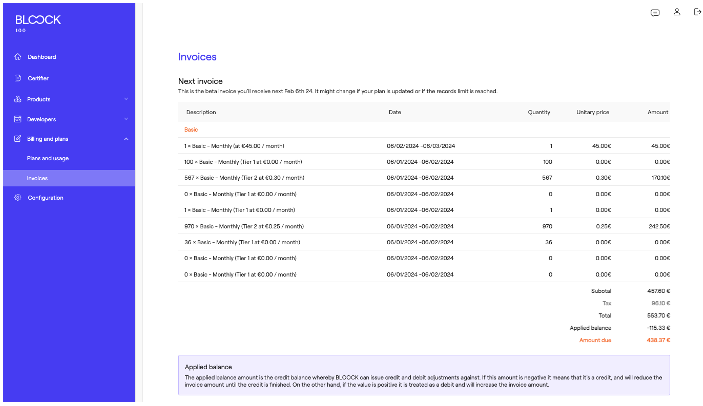 BLOOCK
1.0.0
Dashboard
Certifier
Products
Developers
Billing and plans
Plans and usage
Invoices
Configuration
Invoices
Next invoice
This is the beta invoice you'll receive next Feb 6th 24. It might change if your plan is updated or if the records limit is reached.
Description Date Quantity Unitary price Amount
Basic
1 × Basic - Monthly (at €45.00 / month) 06/02/2024 -06/03/2024 1 45.00€ 45.00€
100 × Basic - Monthly (Tier 1 at €0.00 / month) 06/01/2024 -06/02/2024 100 0.00€ 0.00€
567 × Basic - Monthly (Tier 2 at €0.30 / month) 06/01/2024 -06/02/2024 567 0.30€ 170.10€
0 × Basic - Monthly (Tier 1 at €0.00 / month) 06/01/2024 -06/02/2024 0 0.00€ 0.00€
1 × Basic - Monthly (Tier 1 at €0.00 / month) 06/01/2024 -06/02/2024 1 0.00€ 0.00€
970 × Basic - Monthly (Tier 2 at €0.25 / month) 06/01/2024 -06/02/2024 970 0.25€ 242.50€
36 × Basic - Monthly (Tier 1 at €0.00 / month) 06/01/2024 -06/02/2024 36 0.00€ 0.00€
0 × Basic - Monthly (Tier 1 at €0.00 / month) 06/01/2024 -06/02/2024 0 0.00€ 0.00€
0 × Basic - Monthly (Tier 1 at €0.00 / month) 06/01/2024 -06/02/2024 0 0.00€ 0.00€
Subotal 457.60 €
Tax 96.10 €
Total 553.70 €
Applied balance -115.33 €
Amount due 438.37 €
Applied balance
The applied balance amount is the credit balance whereby BLOOCK can issue credit and debit adjustments against. If this amount is negative it means that it's a credit, and will reduce the
invoice amount until the credit is finished. On the other hand, if the value is positive it is treated as a debit and will increase the invoice amount.